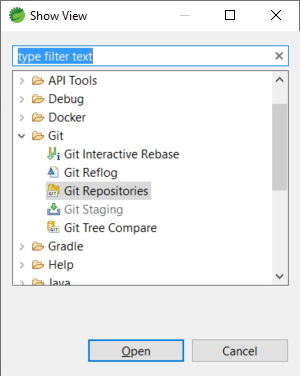 Show View
type filter text
API Tools
Debug
Docker
Git
Git Interactive Rebase
Git Reflog
Git Repositories
Git Staging
Git Tree Compare
Gradle
Help
Java
Open
Cancel